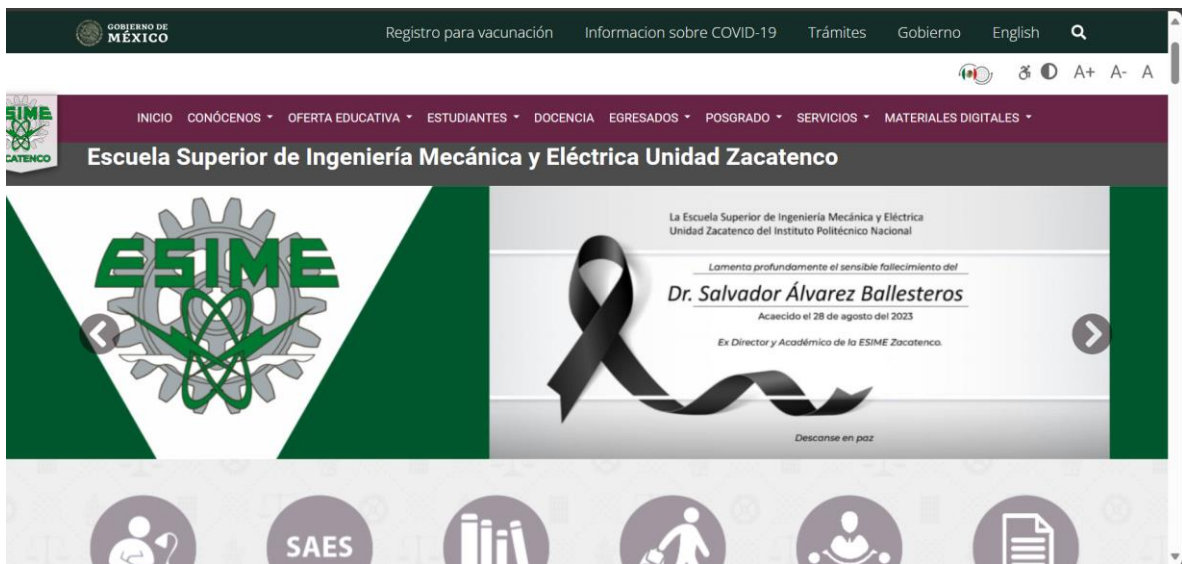 GOBIERNO DE
MÉXICO
Registro para vacunación
Informacion sobre COVID-19
Trámites
Gobierno
English
A+ A- A
ESIME
ZACATENCO
INICIO
CONÓCENOS
OFERTA EDUCATIVA
ESTUDIANTES
DOCENCIA
EGRESADOS
POSGRADO
SERVICIOS
MATERIALES DIGITALES
Escuela Superior de Ingeniería Mecánica y Eléctrica Unidad Zacatenco
ESIME
La Escuela Superior de Ingeniería Mecánica y Eléctrica
Unidad Zacatenco del Instituto Politécnico Nacional
Lamenta profundamente el sensible fallecimiento del
Dr. Salvador Álvarez Ballesteros
Acaecido el 28 de agosto del 2023
Ex Director y Académico de la ESIME Zacatenco.
Descanse en paz
SAES